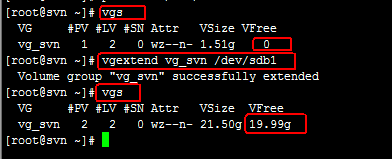 [root@svn ~]# vgs
VG #PV #LV #SN Attr VSize VFree
vg_svn 1 2 0 wz--n- 1.51g 0
[root@svn ~]# vgextend vg_svn /dev/sdb1
Volume group "vg_svn" successfully extended
[root@svn ~]# vgs
VG #PV #LV #SN Attr VSize VFree
vg_svn 2 2 0 wz--n- 21.50g 19.99g
[root@svn ~]#